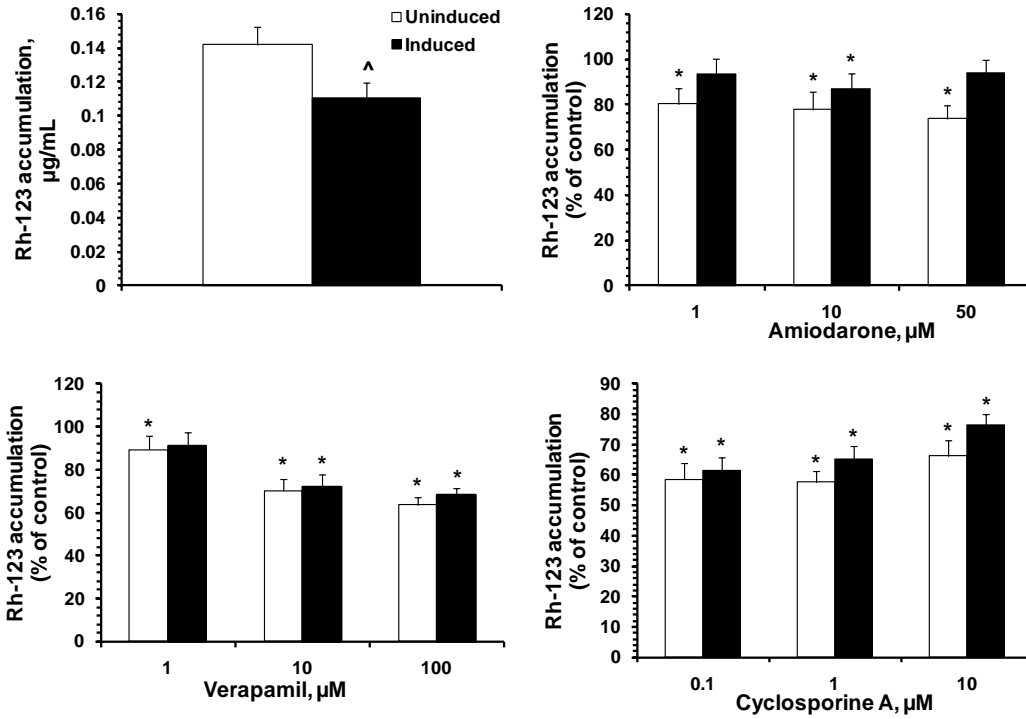 Rh-123 accumulation,
µg/mL
0.16
0.14
0.12
0.1
0.08
0.06
0.04
0.02
0
Uninduced
Induced
^
Rh-123 accumulation
(% of control)
120
100
80
60
40
20
0
*
* *
*
1 10 50
Amiodarone, µM
Rh-123 accumulation
(% of control)
120
100
80
60
40
20
0
*
* *
* *
1 10 100
Verapamil, µM
Rh-123 accumulation
(% of control)
90
80
70
60
50
40
30
20
10
0
* *
* *
* *
0.1 1 10
Cyclosporine A, µM